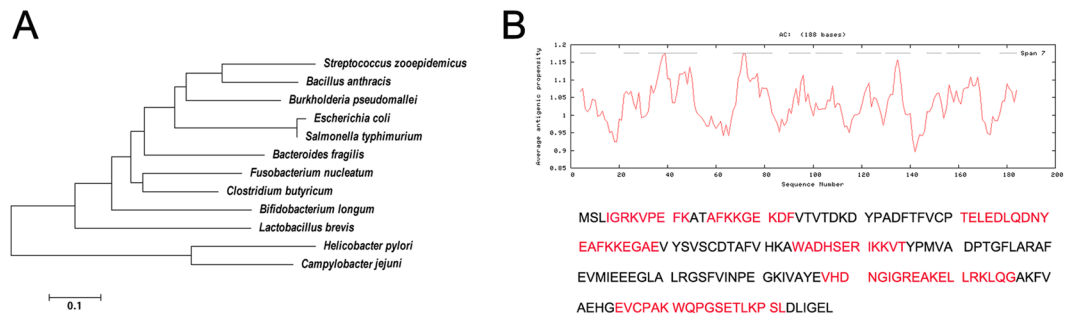 A
Streptococcus zooepidemicus
Bacillus anthracis
Burkholderia pseudomallei
Escherichia coli
Salmonella typhimurium
Bacteroides fragilis
Fusobacterium nucleatum
Clostridium butyricum
Bifidobacterium longum
Lactobacillus brevis
Helicobacter pylori
Campylobacter jejuni
0.1
B
AC: (188 bases)
Average antigenic propensity
1.2
1.15
1.1
1.05
1
0.95
0.9
0.85
Span 7
0 20 40 60 80 100 120 140 160 180 200
Sequence Number
MSLIGRKVPE FKATAFKKGE KDFVTVTDKD YPADFTFVCP TELEDLQDNY
EAFKKEGAEV YSVSCDTAFV HKAWADHSER IKKVTYPMVA DPTGFLARAF
EVMIEEEGLA LRGSFVINPE GKIVAYEVHD NGIGREAKEL LRKLQGAKFV
AEHGEVCPAK WQPGSETLKP SLDLIGEL